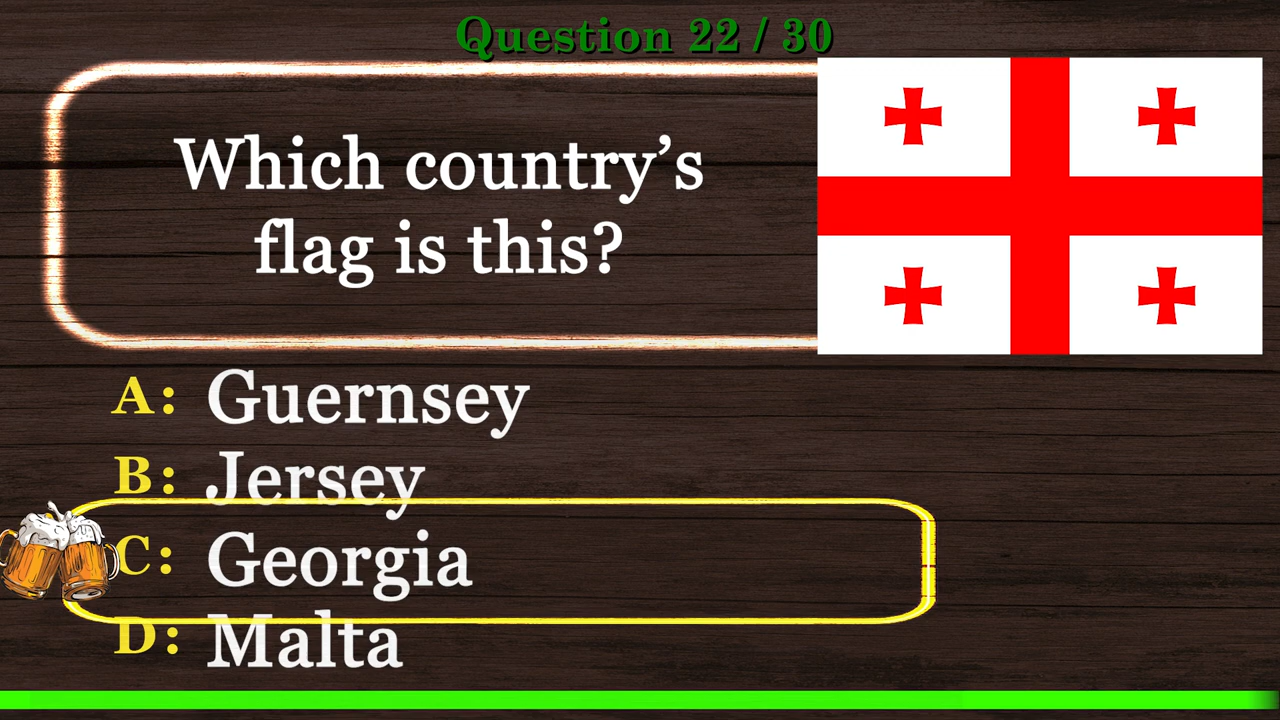 Question 22 / 30
Which country’s
flag is this?
A: Guernsey
B: Jersey
C: Georgia
D: Malta